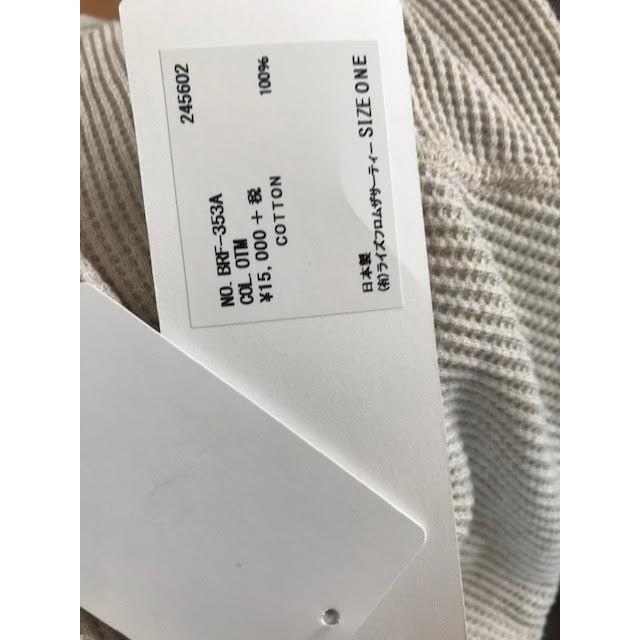 NO. BRF-353A 245602
COL. OTM
¥15,000 + 税
COTTON 100%
日本製
(有)ライズフロムザサーティー SIZE ONE